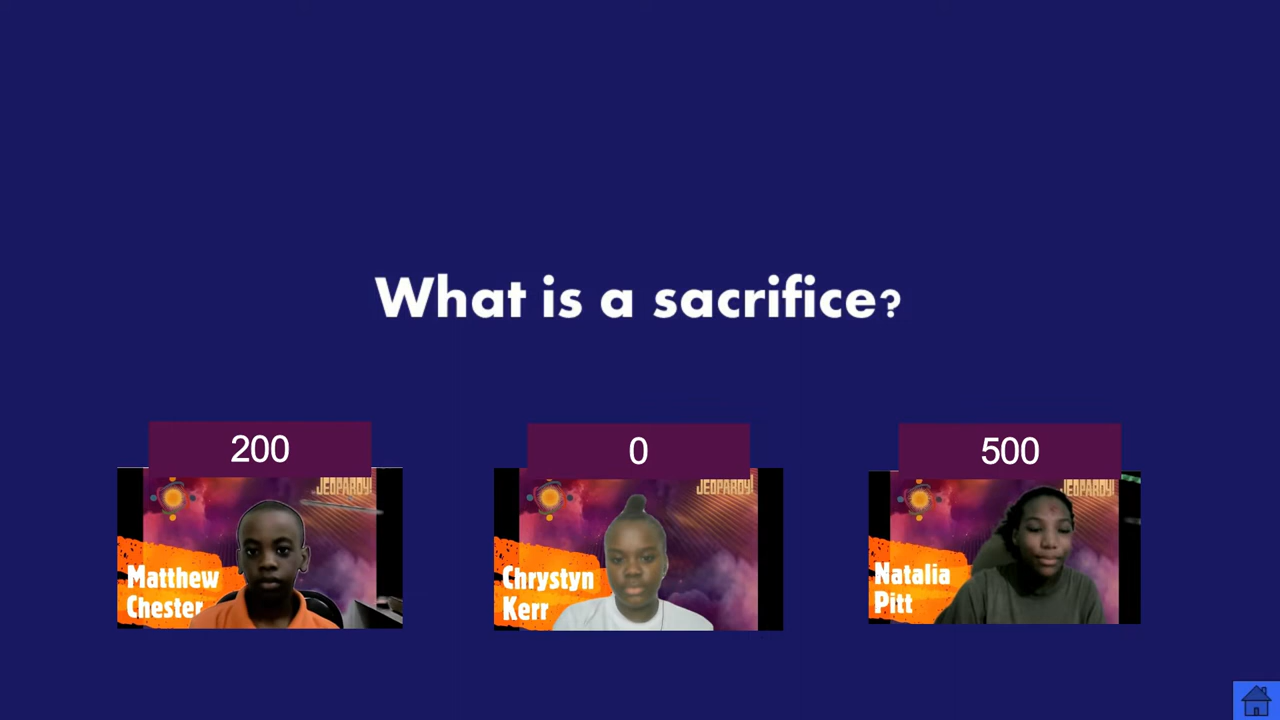 What is a sacrifice?
200
0
500
JEOPARDY!
JEOPARDY!
JEOPARDY!
Matthew
Chester
Chrystyn
Kerr
Natalia
Pitt